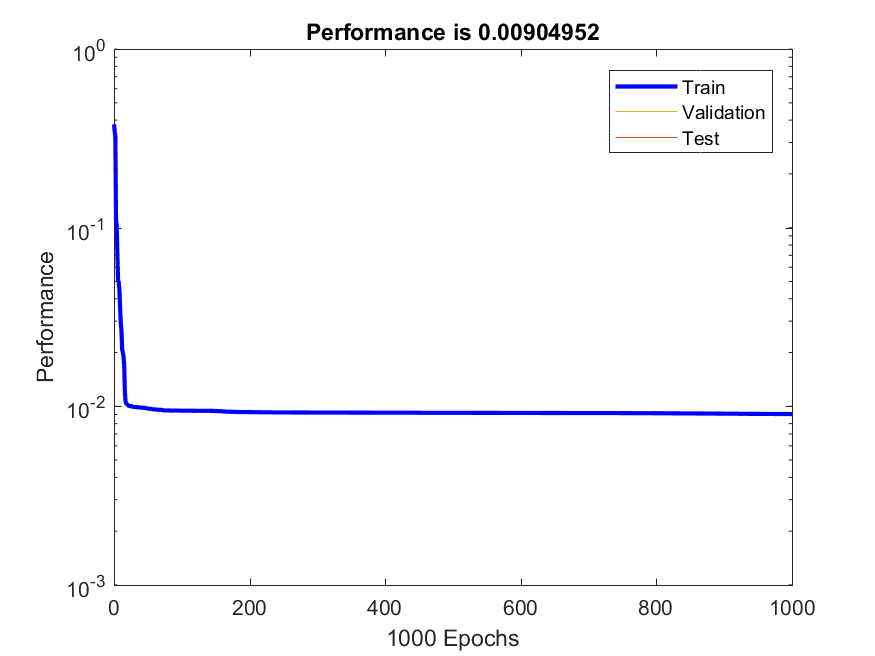 Performance is 0.00904952
10^0
10^-1
10^-2
10^-3
Performance
Train
Validation
Test
0 200 400 600 800 1000
1000 Epochs